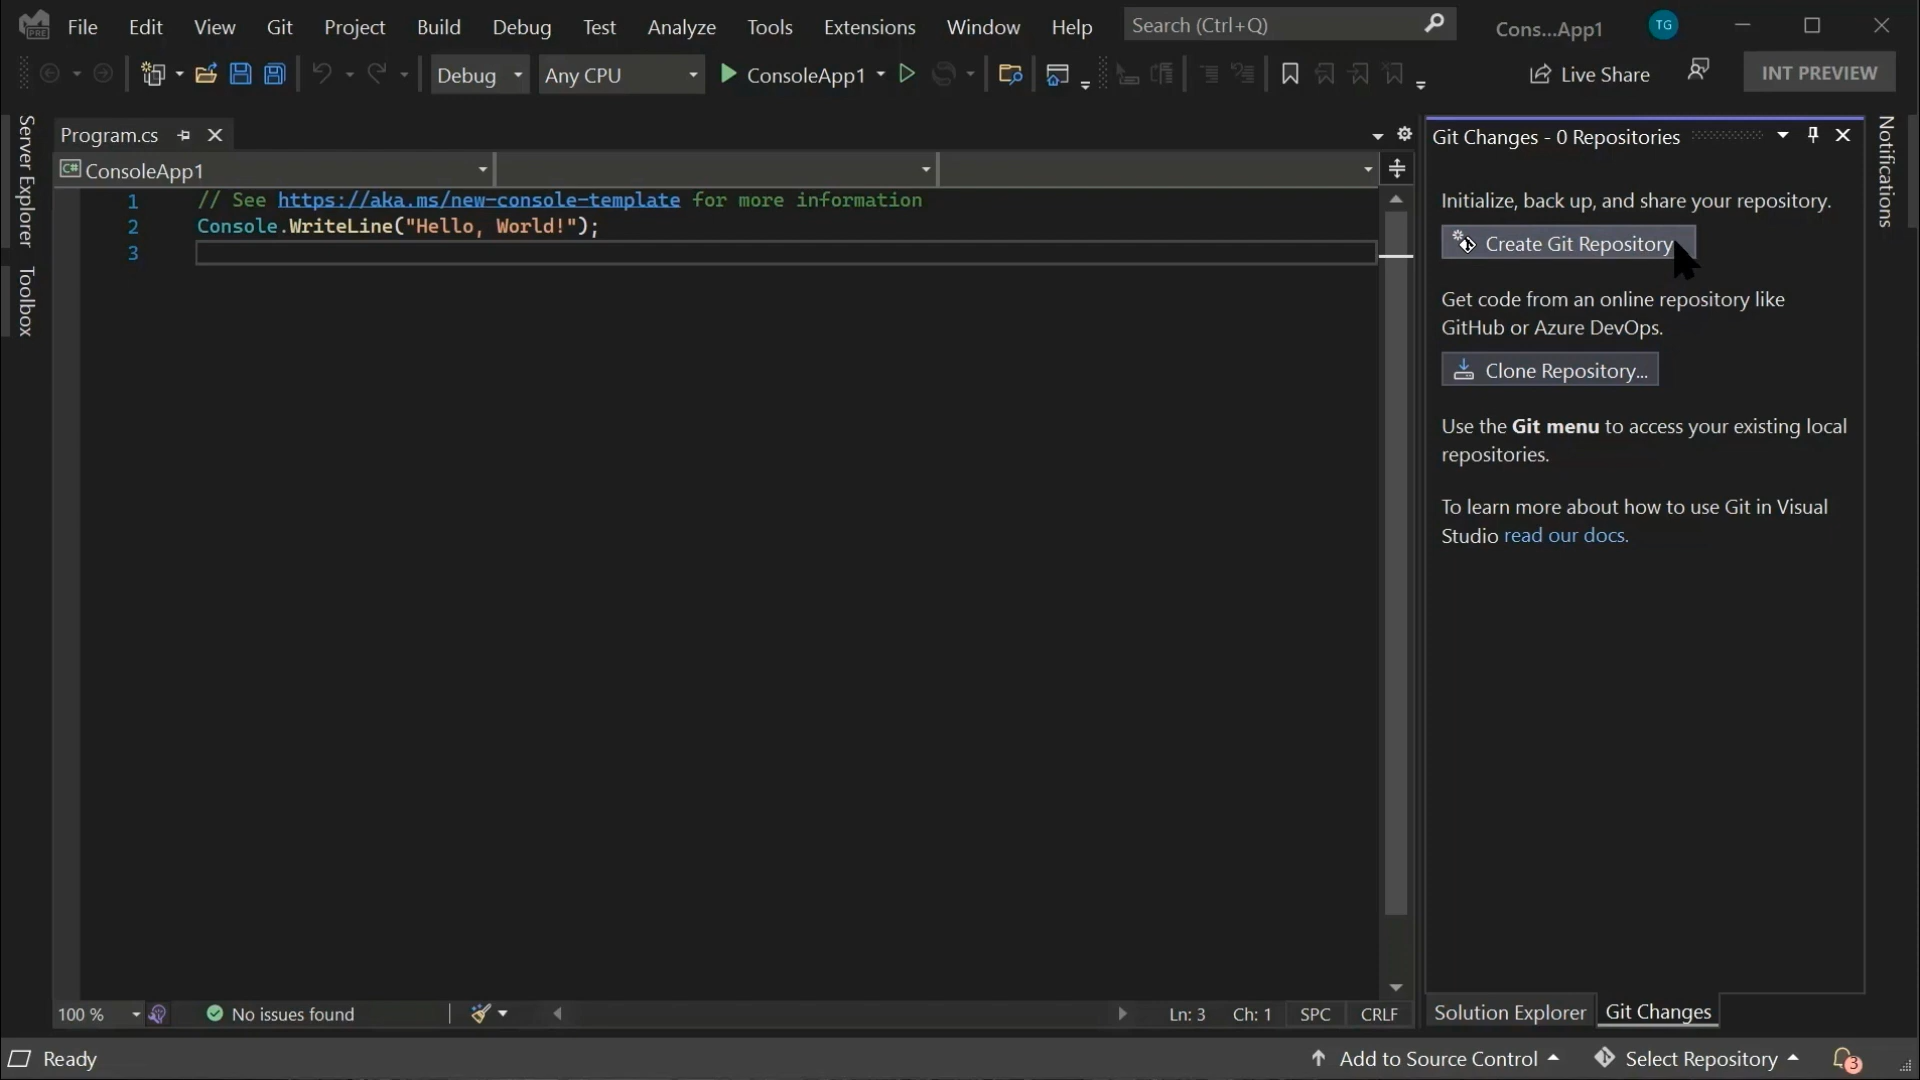 File Edit View Git Project Build Debug Test Analyze Tools Extensions Window Help Search (Ctrl+Q) Cons...App1 TG
PRE
Debug Any CPU ConsoleApp1 Live Share INT PREVIEW
Server Explorer
Toolbox
Program.cs
C# ConsoleApp1
1 // See https://aka.ms/new-console-template for more information
2 Console.WriteLine("Hello, World!");
3
Git Changes - 0 Repositories
Initialize, back up, and share your repository.
Create Git Repository
Get code from an online repository like
GitHub or Azure DevOps.
Clone Repository...
Use the Git menu to access your existing local
repositories.
To learn more about how to use Git in Visual
Studio read our docs.
Notifications
100 % No issues found Ln: 3 Ch: 1 SPC CRLF
Solution Explorer Git Changes
Ready Add to Source Control Select Repository 3